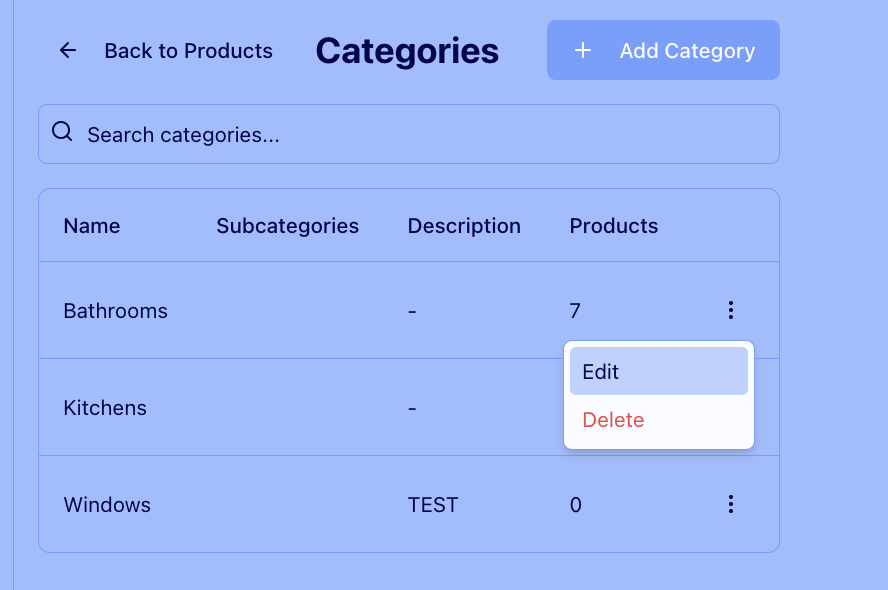 Back to Products
Categories
Add Category
Search categories...
Name Subcategories Description Products
Bathrooms - 7
Edit
Kitchens -
Delete
Windows TEST 0